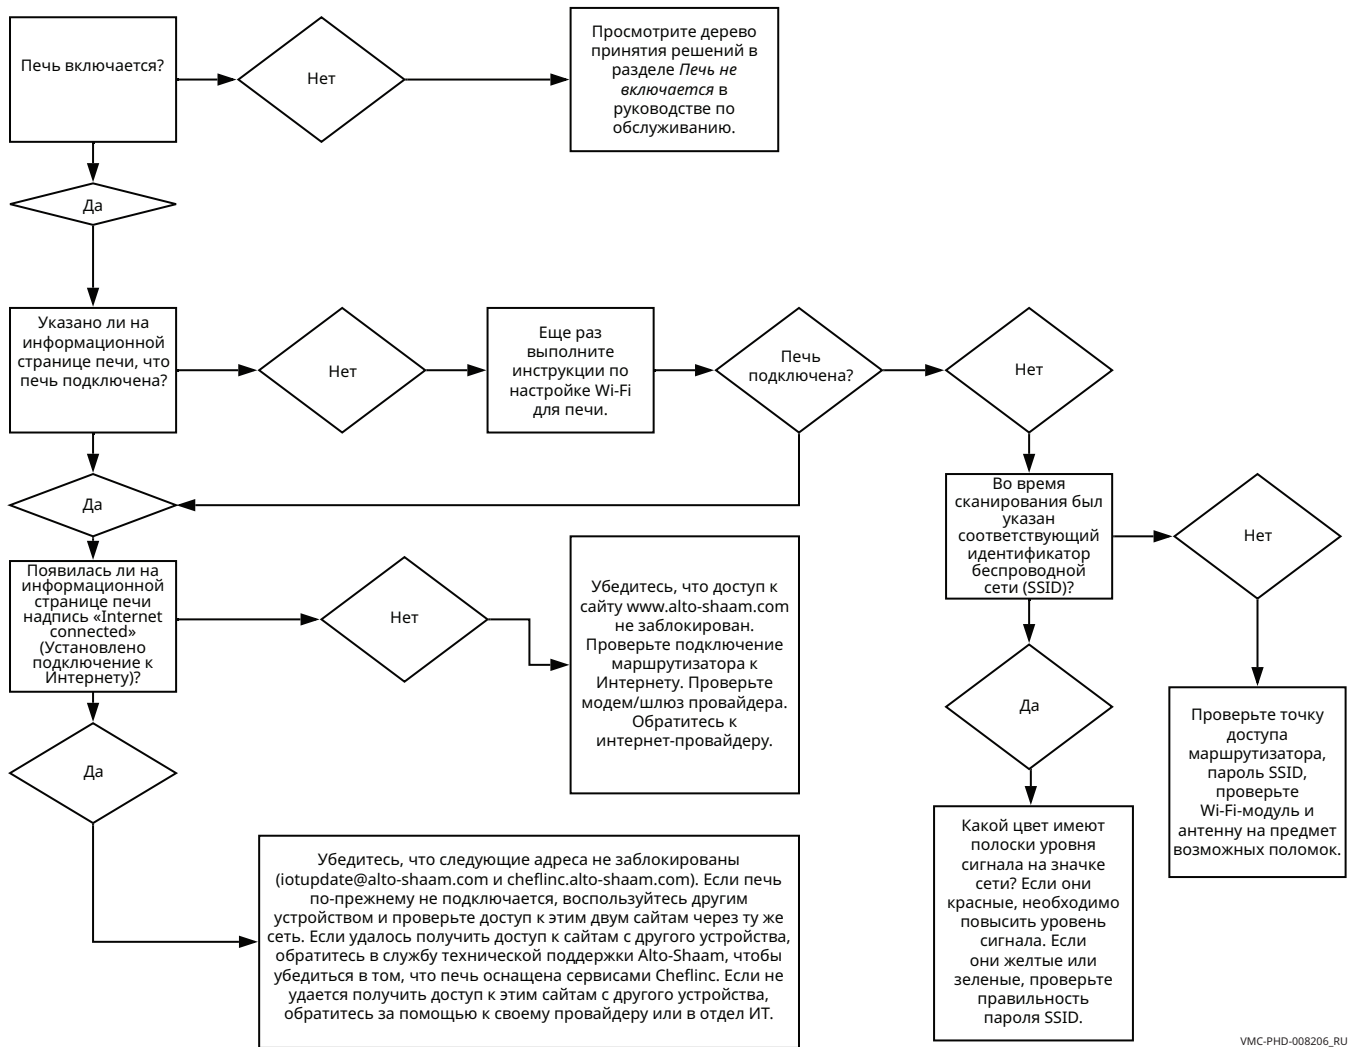 Печь включается?
Нет
Просмотрите дерево
принятия решений в
разделе Печь не
включается в
руководстве по
обслуживанию.
Да
Указано ли на
информационной
странице печи, что
печь подключена?
Нет
Еще раз
выполните
инструкции по
настройке Wi-Fi
для печи.
Печь
подключена?
Нет
Да
Во время
сканирования был
указан
соответствующий
идентификатор
беспроводной
сети (SSID)?
Нет
Появилась ли на
информационной
странице печи
надпись «Internet
connected»
(Установлено
подключение к
Интернету)?
Нет
Убедитесь, что доступ к
сайту www.alto-shaam.com
не заблокирован.
Проверьте подключение
маршрутизатора к
Интернету. Проверьте
модем/шлюз провайдера.
Обратитесь к
интернет-провайдеру.
Да
Проверьте точку
доступа
маршрутизатора,
пароль SSID,
проверьте
Wi-Fi-модуль и
антенну на предмет
возможных поломок.
Да
Какой цвет имеют
полоски уровня
сигнала на значке
сети? Если они
красные, необходимо
повысить уровень
сигнала. Если
они желтые или
зеленые, проверьте
правильность
пароля SSID.
Убедитесь, что следующие адреса не заблокированы
(iotupdate@alto-shaam.com и cheflinc.alto-shaam.com). Если печь
по-прежнему не подключается, воспользуйтесь другим
устройством и проверьте доступ к этим двум сайтам через ту же
сеть. Если удалось получить доступ к сайтам с другого устройства,
обратитесь в службу технической поддержки Alto-Shaam, чтобы
убедиться в том, что печь оснащена сервисами Cheflinc. Если не
удается получить доступ к этим сайтам с другого устройства,
обратитесь за помощью к своему провайдеру или в отдел ИТ.
VMC-PHD-008206_RU